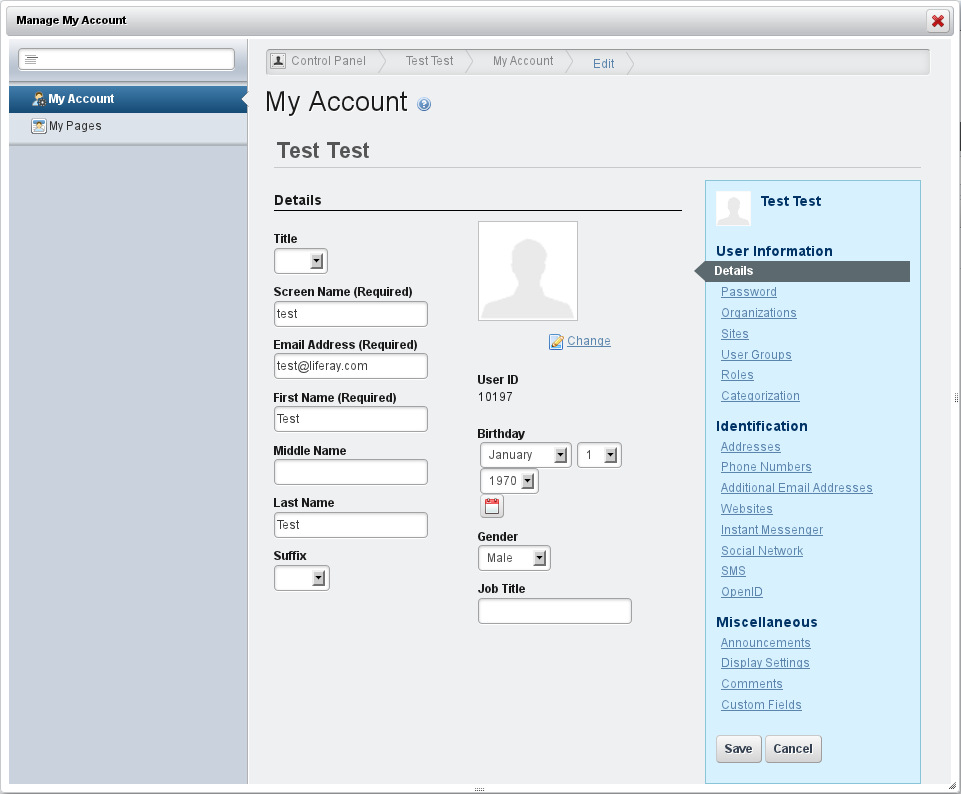 Manage My Account
My Account
My Pages
Control Panel Test Test My Account Edit
My Account
Test Test
Details
Title
Screen Name (Required)
test
Email Address (Required)
test@liferay.com
First Name (Required)
Test
Middle Name
Last Name
Test
Suffix
Change
User ID
10197
Birthday
January 1
1970
Gender
Male
Job Title
Test Test
User Information
Details
Password
Organizations
Sites
User Groups
Roles
Categorization
Identification
Addresses
Phone Numbers
Additional Email Addresses
Websites
Instant Messenger
Social Network
SMS
OpenID
Miscellaneous
Announcements
Display Settings
Comments
Custom Fields
Save Cancel